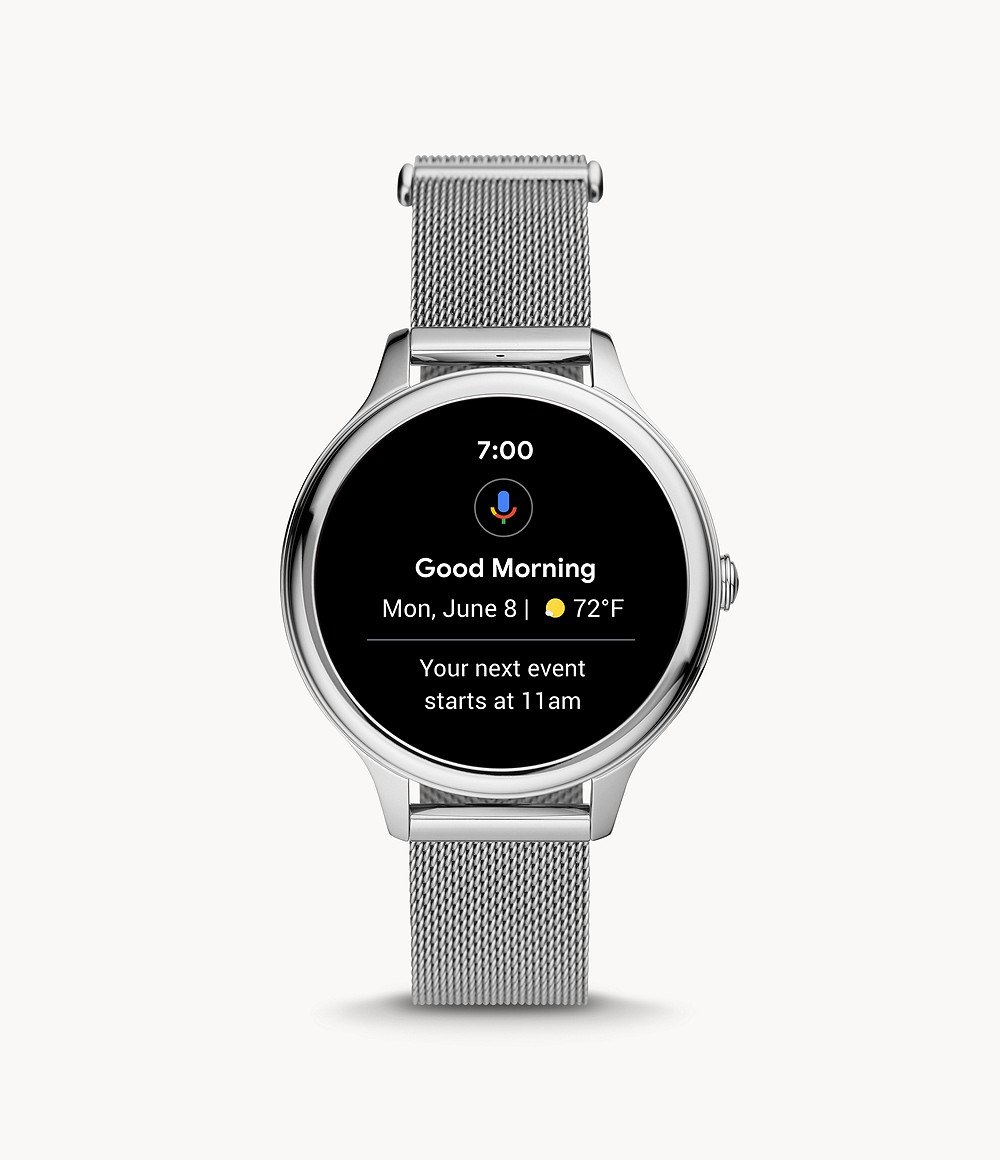 7:00
Good Morning
Mon, June 8 | 72°F
Your next event
starts at 11am